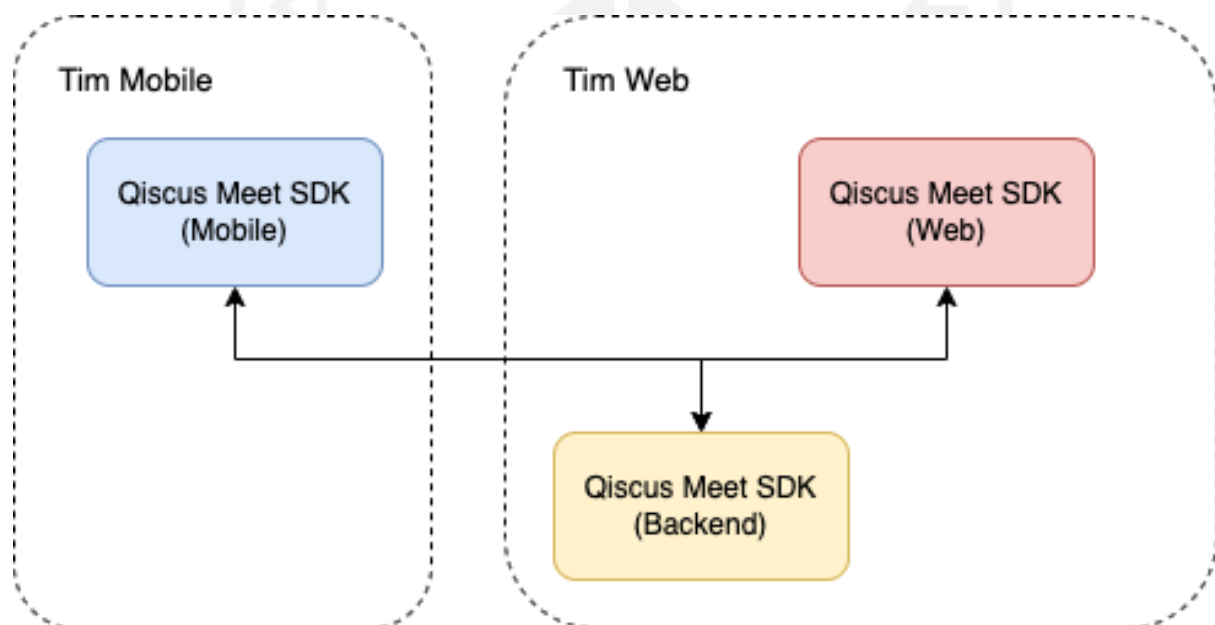 Tim Mobile
Tim Web
Qiscus Meet SDK
(Mobile)
Qiscus Meet SDK
(Web)
Qiscus Meet SDK
(Backend)